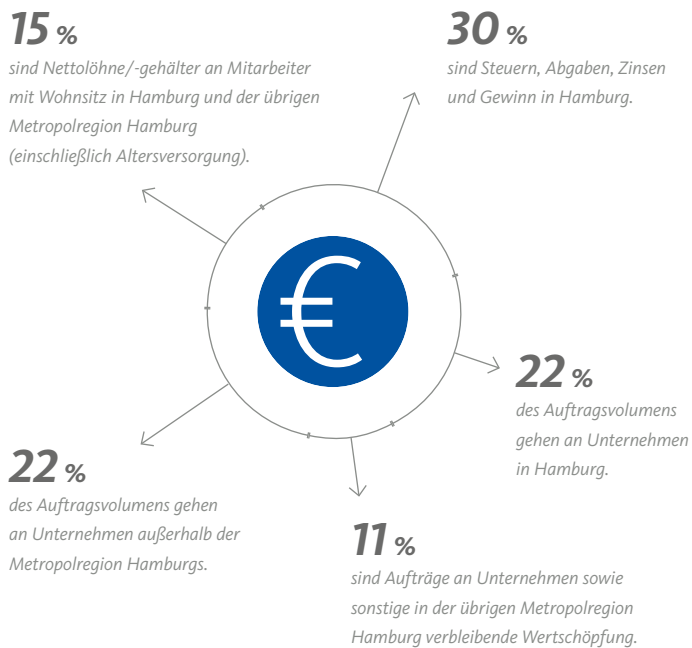 15 %
sind Nettolöhne/-gehälter an Mitarbeiter
mit Wohnsitz in Hamburg und der übrigen
Metropolregion Hamburg
(einschließlich Altersversorgung).
30 %
sind Steuern, Abgaben, Zinsen
und Gewinn in Hamburg.
€
22 %
des Auftragsvolumens
gehen an Unternehmen
in Hamburg.
22 %
des Auftragsvolumens gehen
an Unternehmen außerhalb der
Metropolregion Hamburgs.
11 %
sind Aufträge an Unternehmen sowie
sonstige in der übrigen Metropolregion
Hamburg verbleibende Wertschöpfung.